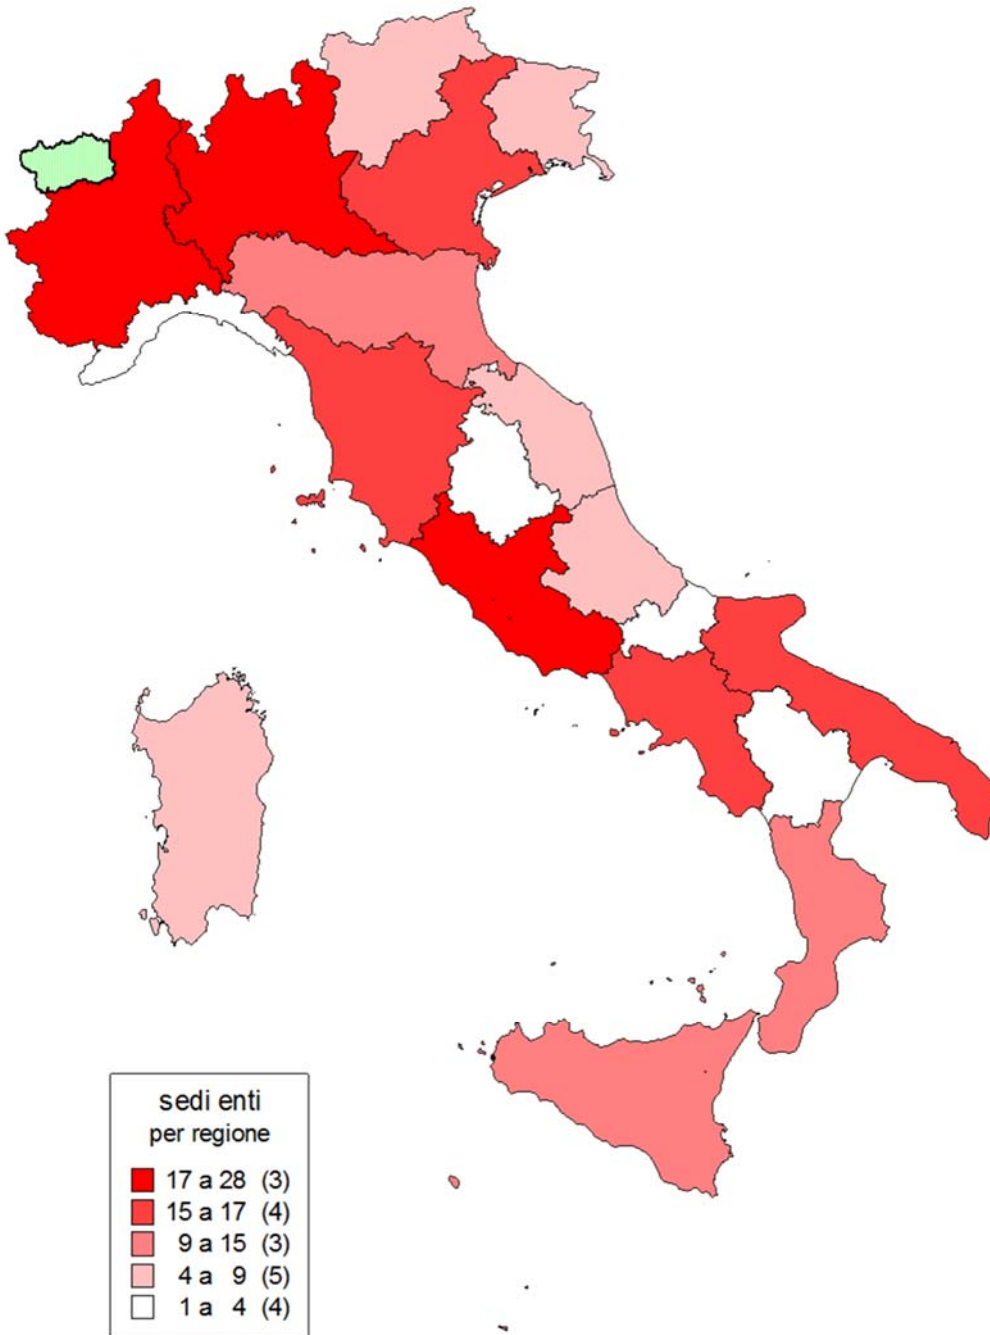 sedi enti
per regione
17 a 28 (3)
15 a 17 (4)
9 a 15 (3)
4 a 9 (5)
1 a 4 (4)